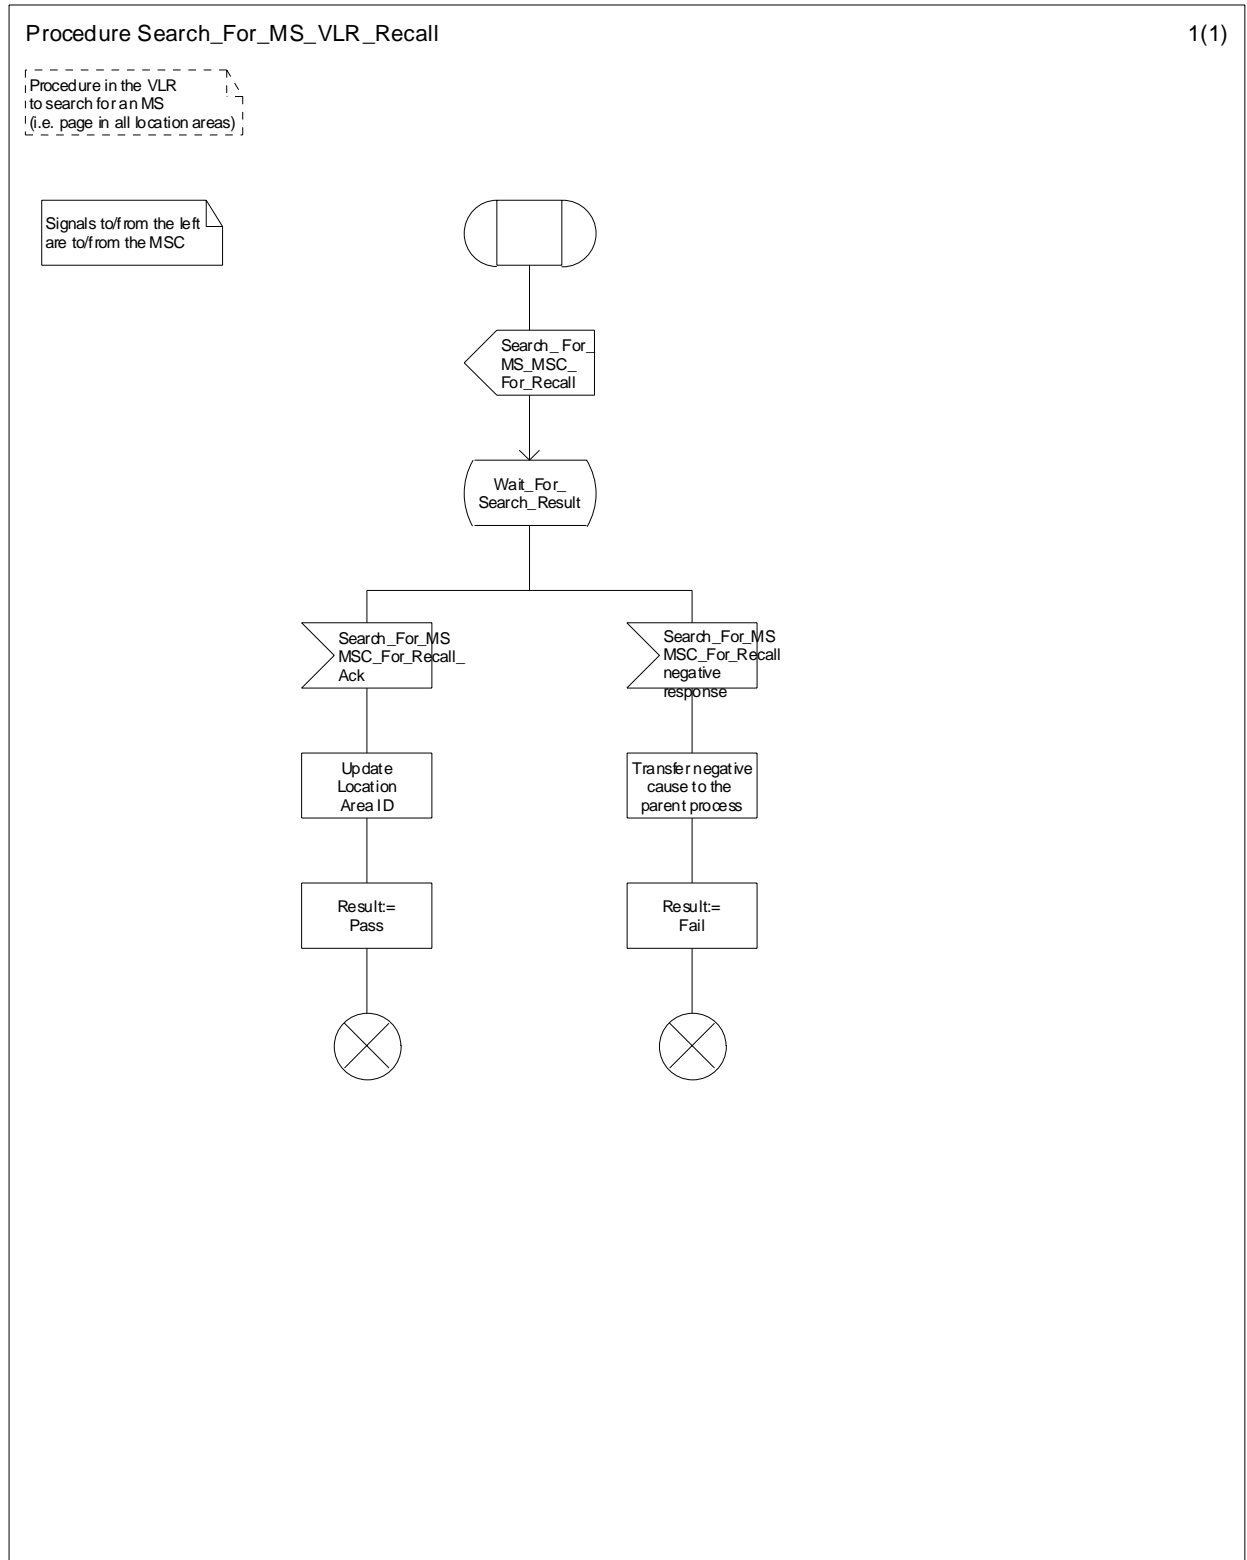 Procedure Search_For_MS_VLR_Recall 1(1)
Procedure in the VLR
to search for an MS
(i.e. page in all location areas)
Signals to/from the left
are to/from the MSC
Search_For_
MS_MSC_
For_Recall
Wait_For_
Search_Result
Search_For_MS
MSC_For_Recall_
Ack
Search_For_MS
MSC_For_Recall
negative
response
Update
Location
Area ID
Transfer negative
cause to the
parent process
Result:=
Pass
Result:=
Fail